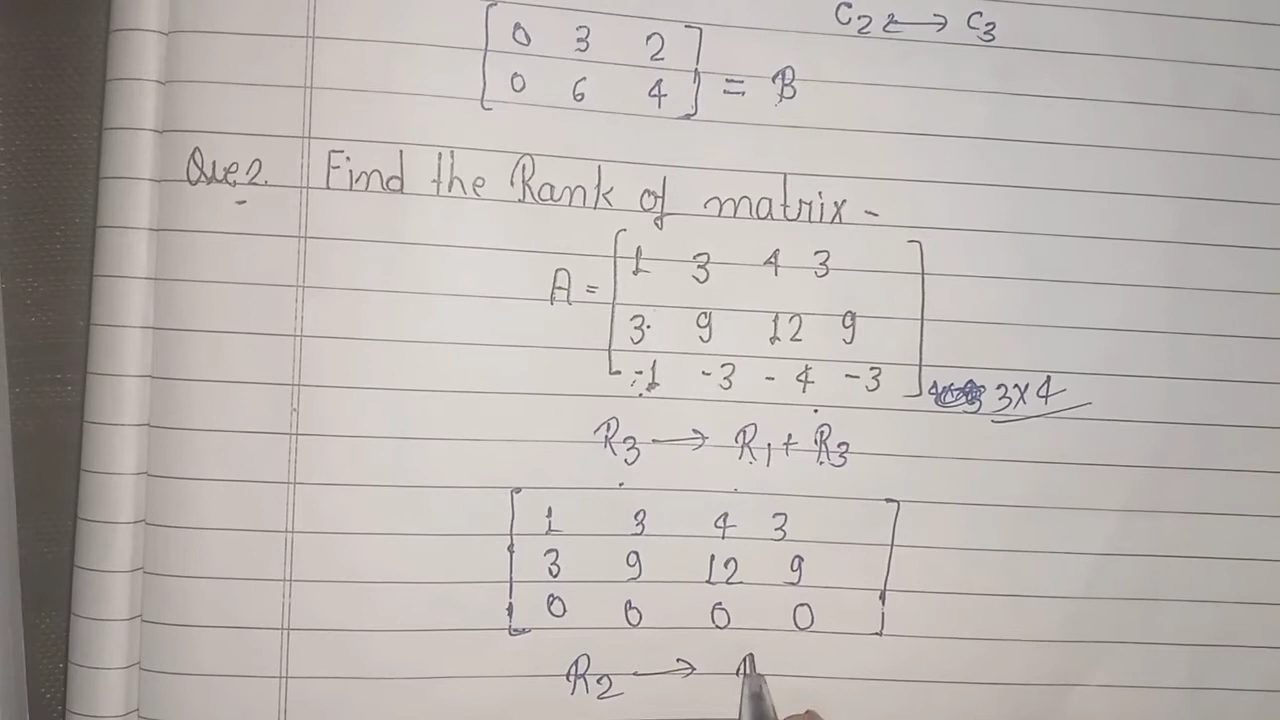 C2 ⟷ C3
0 3 2
0 6 4 = B
Que 2. Find the Rank of matrix -
1 3 4 3
A =
3 9 12 9
-1 -3 -4 -3
3×4
R3 → R1 + R3
1 3 4 3
3 9 12 9
0 0 0 0
R2 →